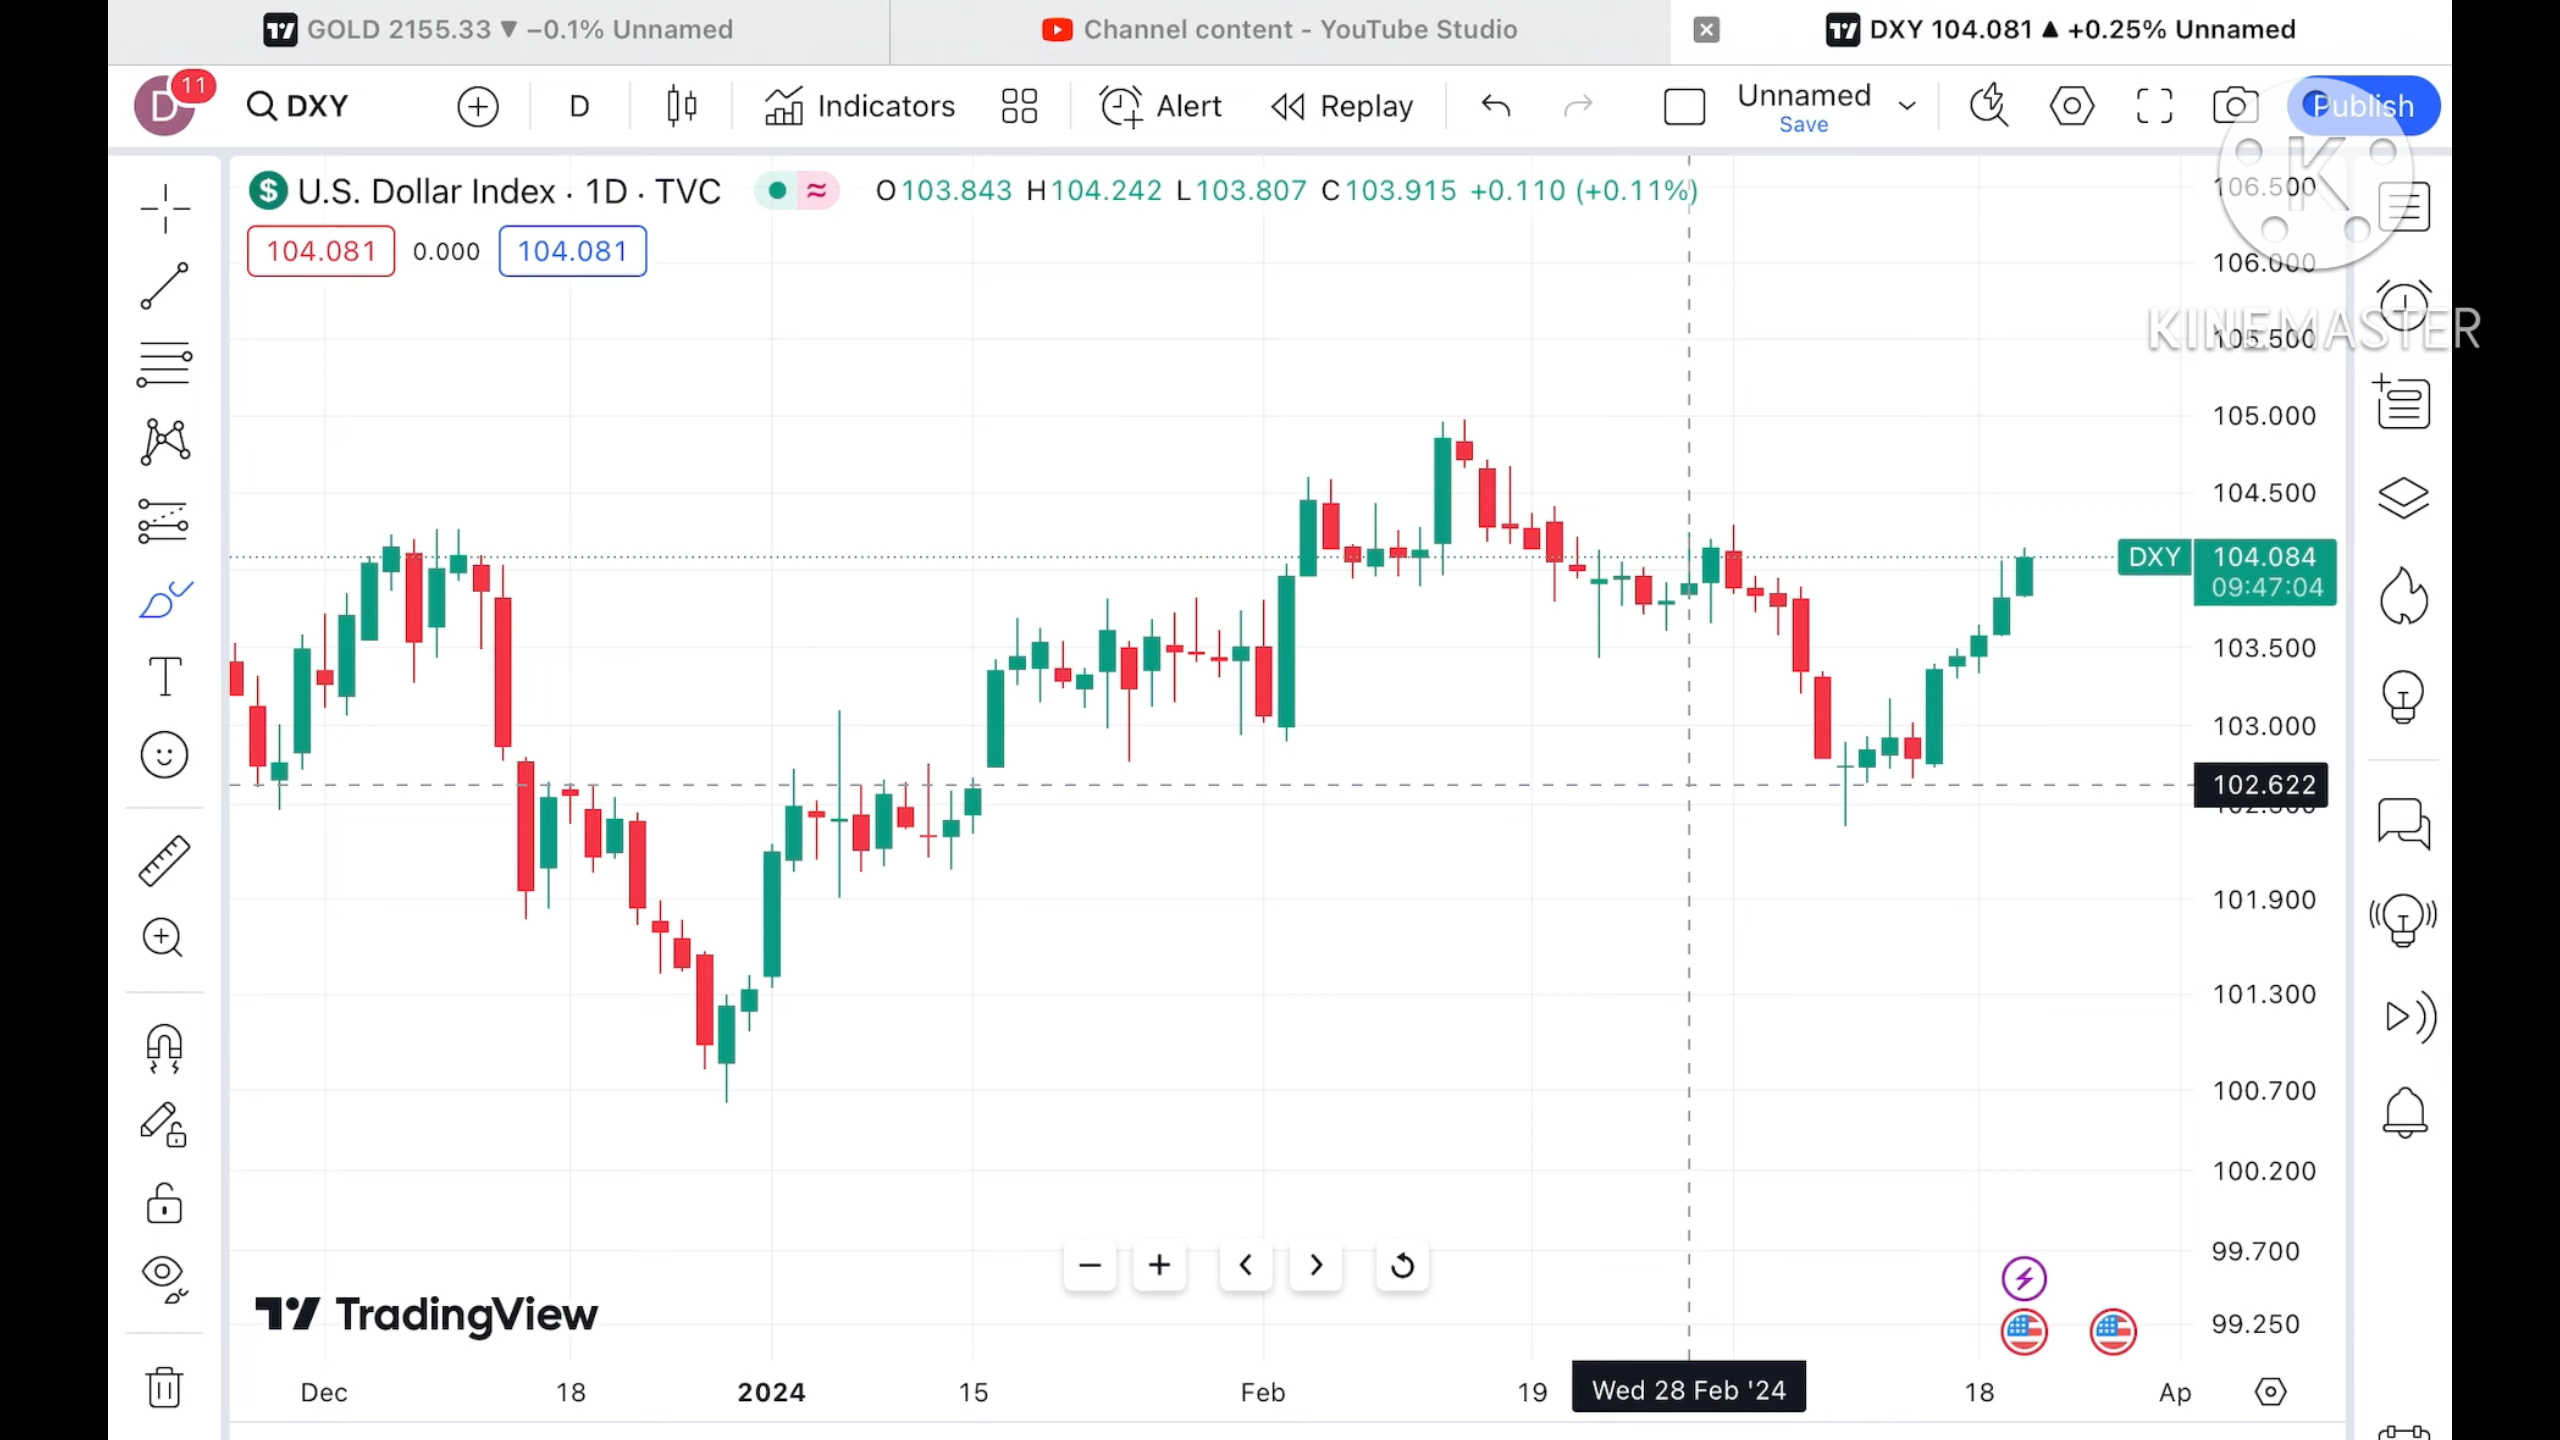 GOLD 2155.33 ▼ −0.1% Unnamed
Channel content - YouTube Studio
DXY 104.081 ▲ +0.25% Unnamed
D
11
DXY
D
Indicators
Alert
Replay
Unnamed
Save
Publish
U.S. Dollar Index · 1D · TVC
O103.843 H104.242 L103.807 C103.915 +0.110 (+0.11%)
104.081
0.000
104.081
K
KINEMASTER
106.500
106.000
105.500
105.000
104.500
DXY
104.084
09:47:04
103.500
103.000
102.622
101.900
101.300
100.700
100.200
99.700
99.250
TradingView
Dec
18
2024
15
Feb
19
Wed 28 Feb '24
18
Ap